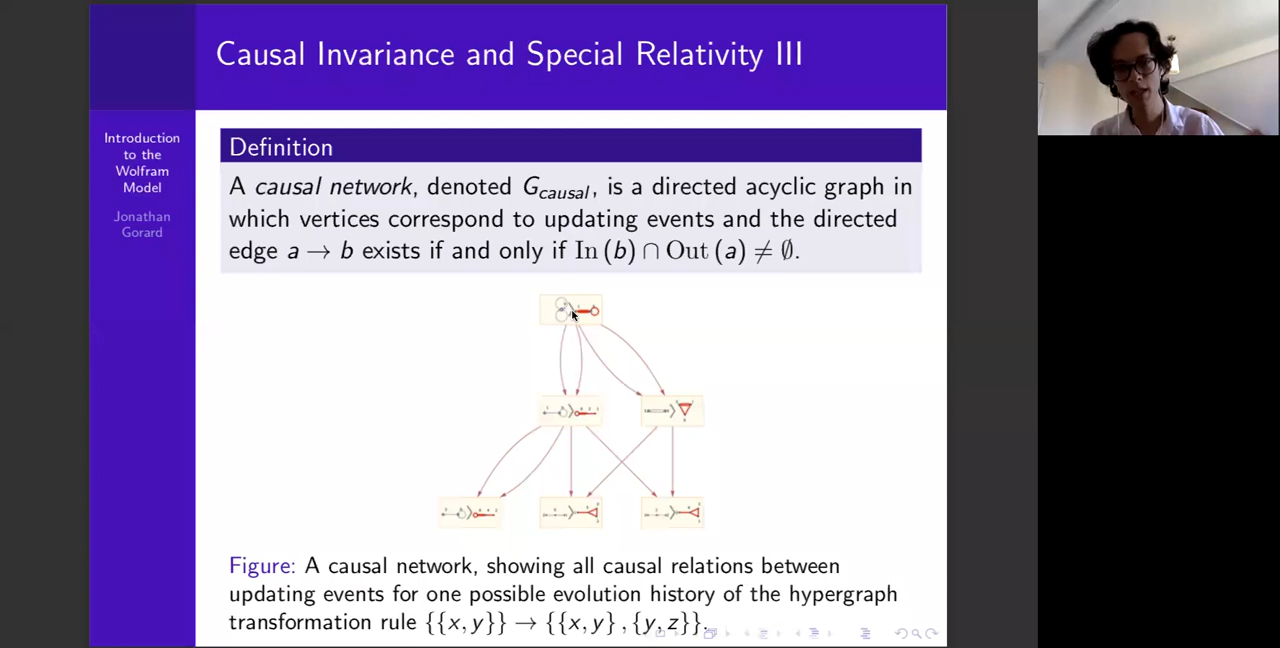 Causal Invariance and Special Relativity III
Introduction
to the
Wolfram
Model
Jonathan
Gorard
Definition
A causal network, denoted G_causal, is a directed acyclic graph in
which vertices correspond to updating events and the directed
edge a → b exists if and only if In (b) ∩ Out (a) ≠ ∅.
Figure: A causal network, showing all causal relations between
updating events for one possible evolution history of the hypergraph
transformation rule {{x, y}} → {{x, y} , {y, z}}.